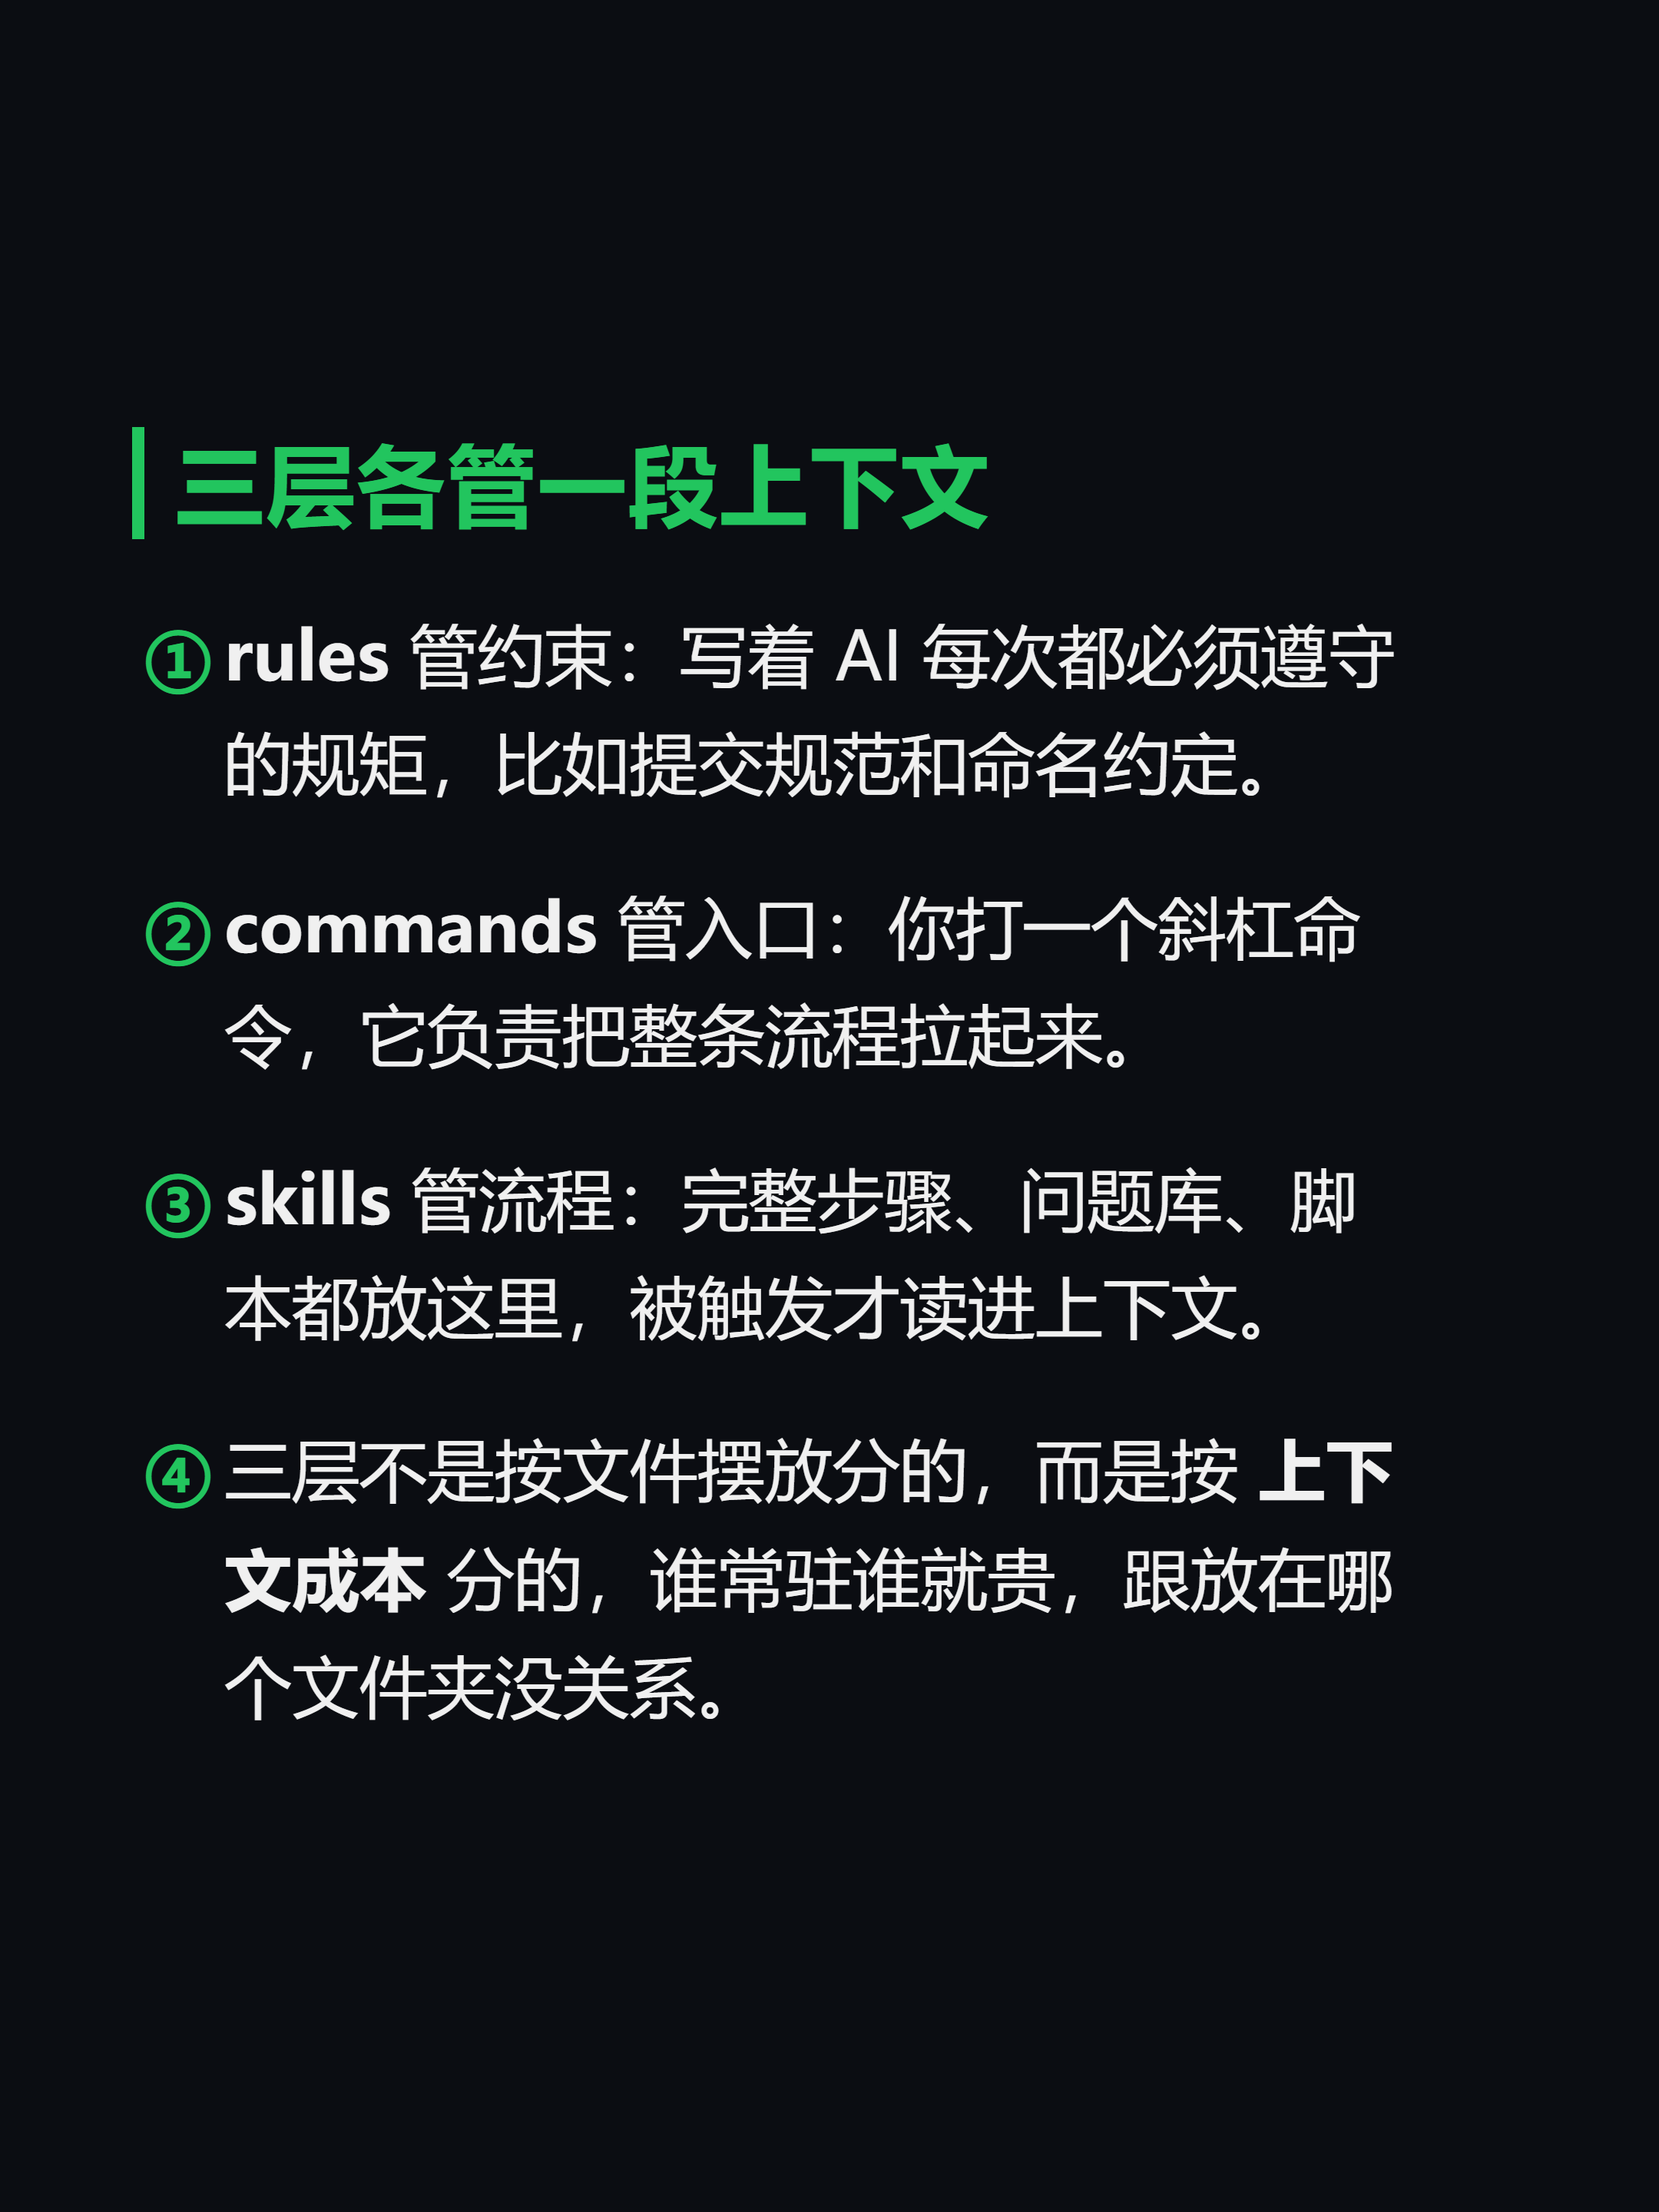 三层各管一段上下文
① rules 管约束：写着 AI 每次都必须遵守
的规矩，比如提交规范和命名约定。
② commands 管入口：你打一个斜杠命
令，它负责把整条流程拉起来。
③ skills 管流程：完整步骤、问题库、脚
本都放这里，被触发才读进上下文。
④ 三层不是按文件摆放分的，而是按 上下
文成本 分的，谁常驻谁就贵，跟放在哪
个文件夹没关系。